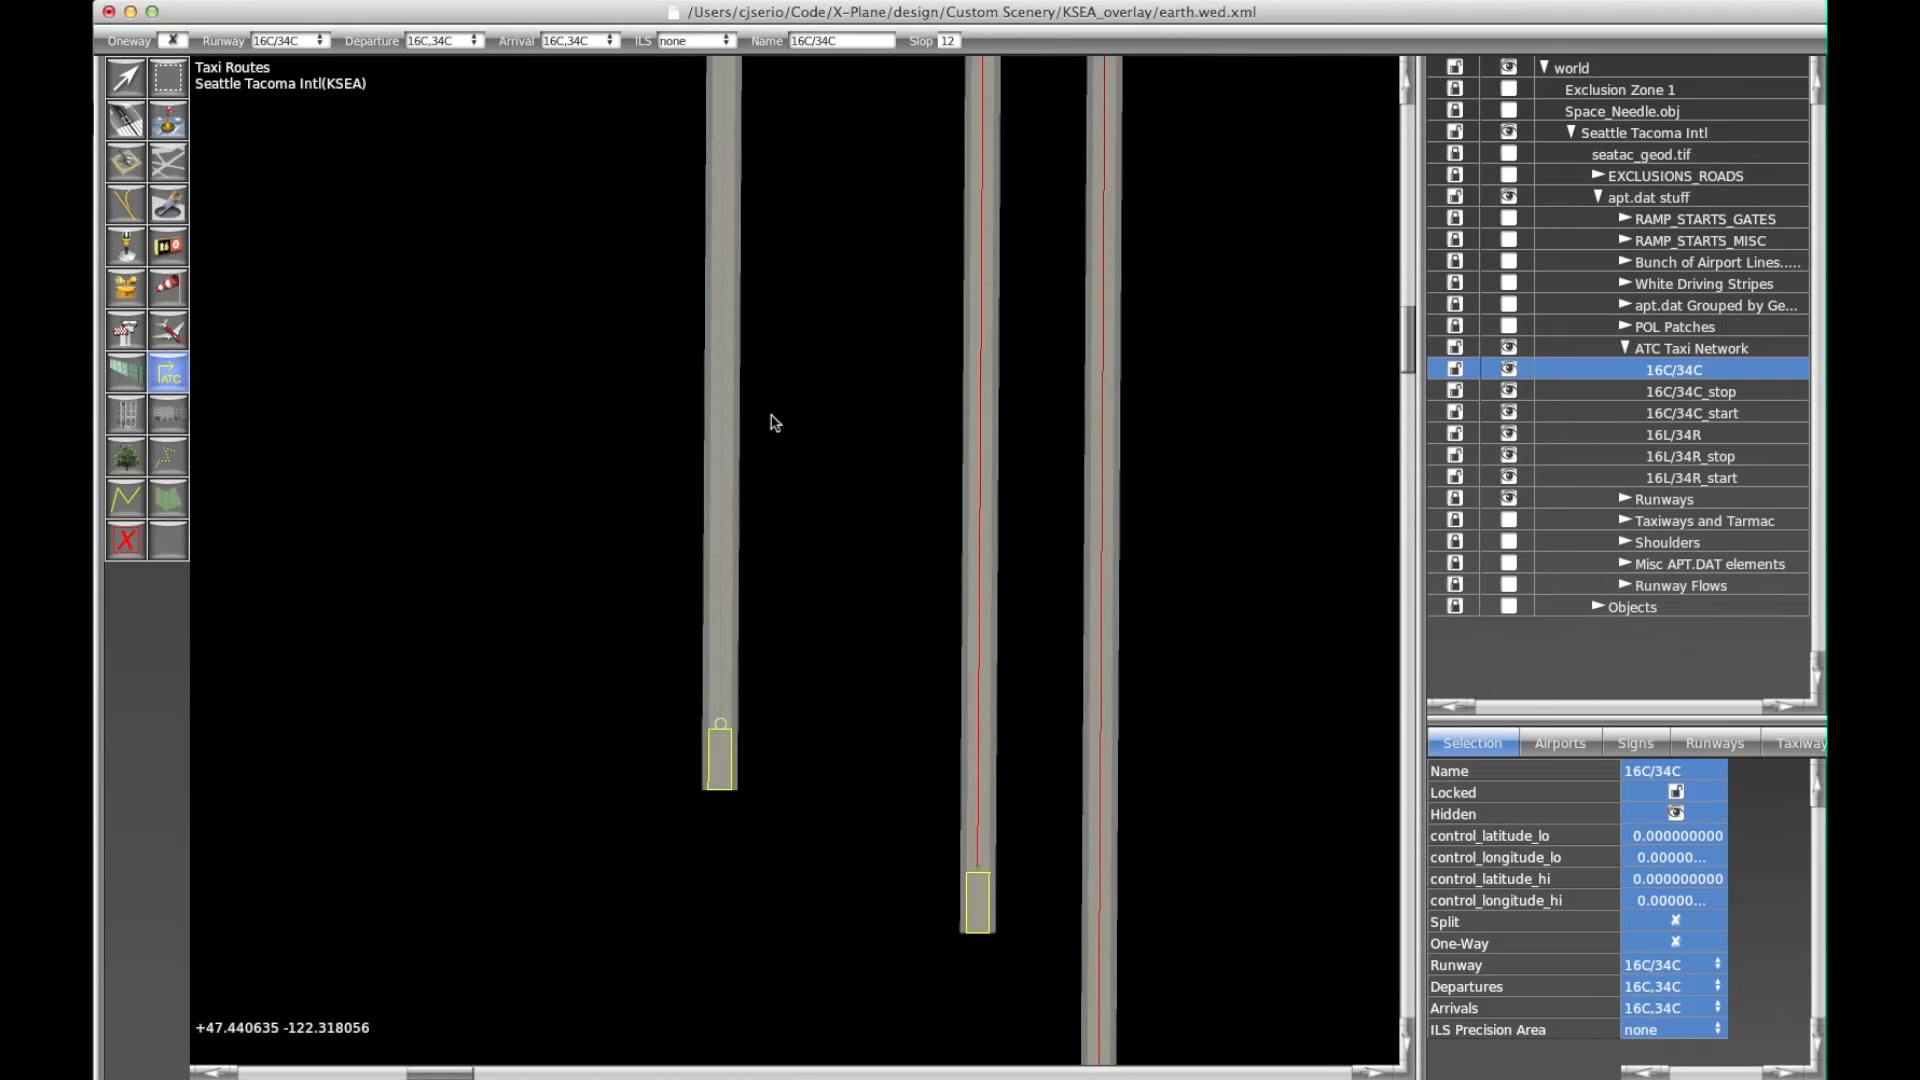 /Users/cjserio/Code/X-Plane/design/Custom Scenery/KSEA_overlay/earth.wed.xml
Oneway Runway 16C/34C Departure 16C,34C Arrival 16C,34C ILS none Name 16C/34C Slop 12
Taxi Routes
Seattle Tacoma Intl(KSEA)
R6 0
ATC
X
+47.440635 -122.318056
world
Exclusion Zone 1
Space_Needle.obj
Seattle Tacoma Intl
seatac_geod.tif
EXCLUSIONS_ROADS
apt.dat stuff
RAMP_STARTS_GATES
RAMP_STARTS_MISC
Bunch of Airport Lines.....
White Driving Stripes
apt.dat Grouped by Ge...
POL Patches
ATC Taxi Network
16C/34C
16C/34C_stop
16C/34C_start
16L/34R
16L/34R_stop
16L/34R_start
Runways
Taxiways and Tarmac
Shoulders
Misc APT.DAT elements
Runway Flows
Objects
Selection Airports Signs Runways Taxiway
Name 16C/34C
Locked
Hidden
control_latitude_lo 0.000000000
control_longitude_lo 0.00000...
control_latitude_hi 0.000000000
control_longitude_hi 0.00000...
Split
One-Way
Runway 16C/34C
Departures 16C,34C
Arrivals 16C,34C
ILS Precision Area none